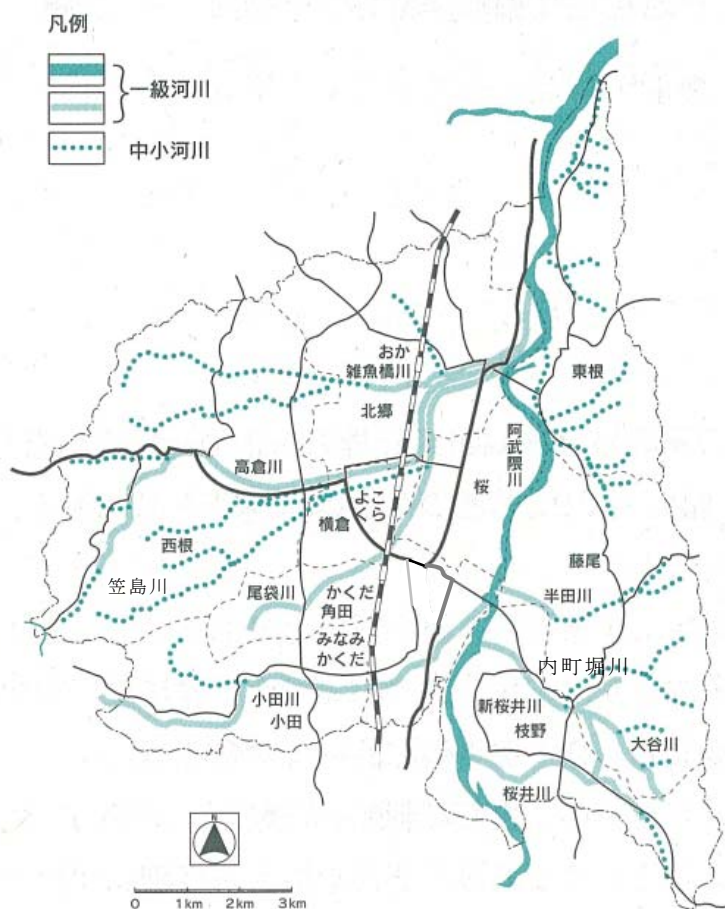 凡例
一級河川
中小河川
おか
雑魚橋川
北郷
東根
高倉川
阿武隈川
桜
よこ
くら
横倉
西根
藤尾
笠島川
尾袋川
かくだ
角田
半田川
みなみ
かくだ
内町堀川
小田川
小田
新桜井川
枝野
大谷川
桜井川
N
0 1km 2km 3km